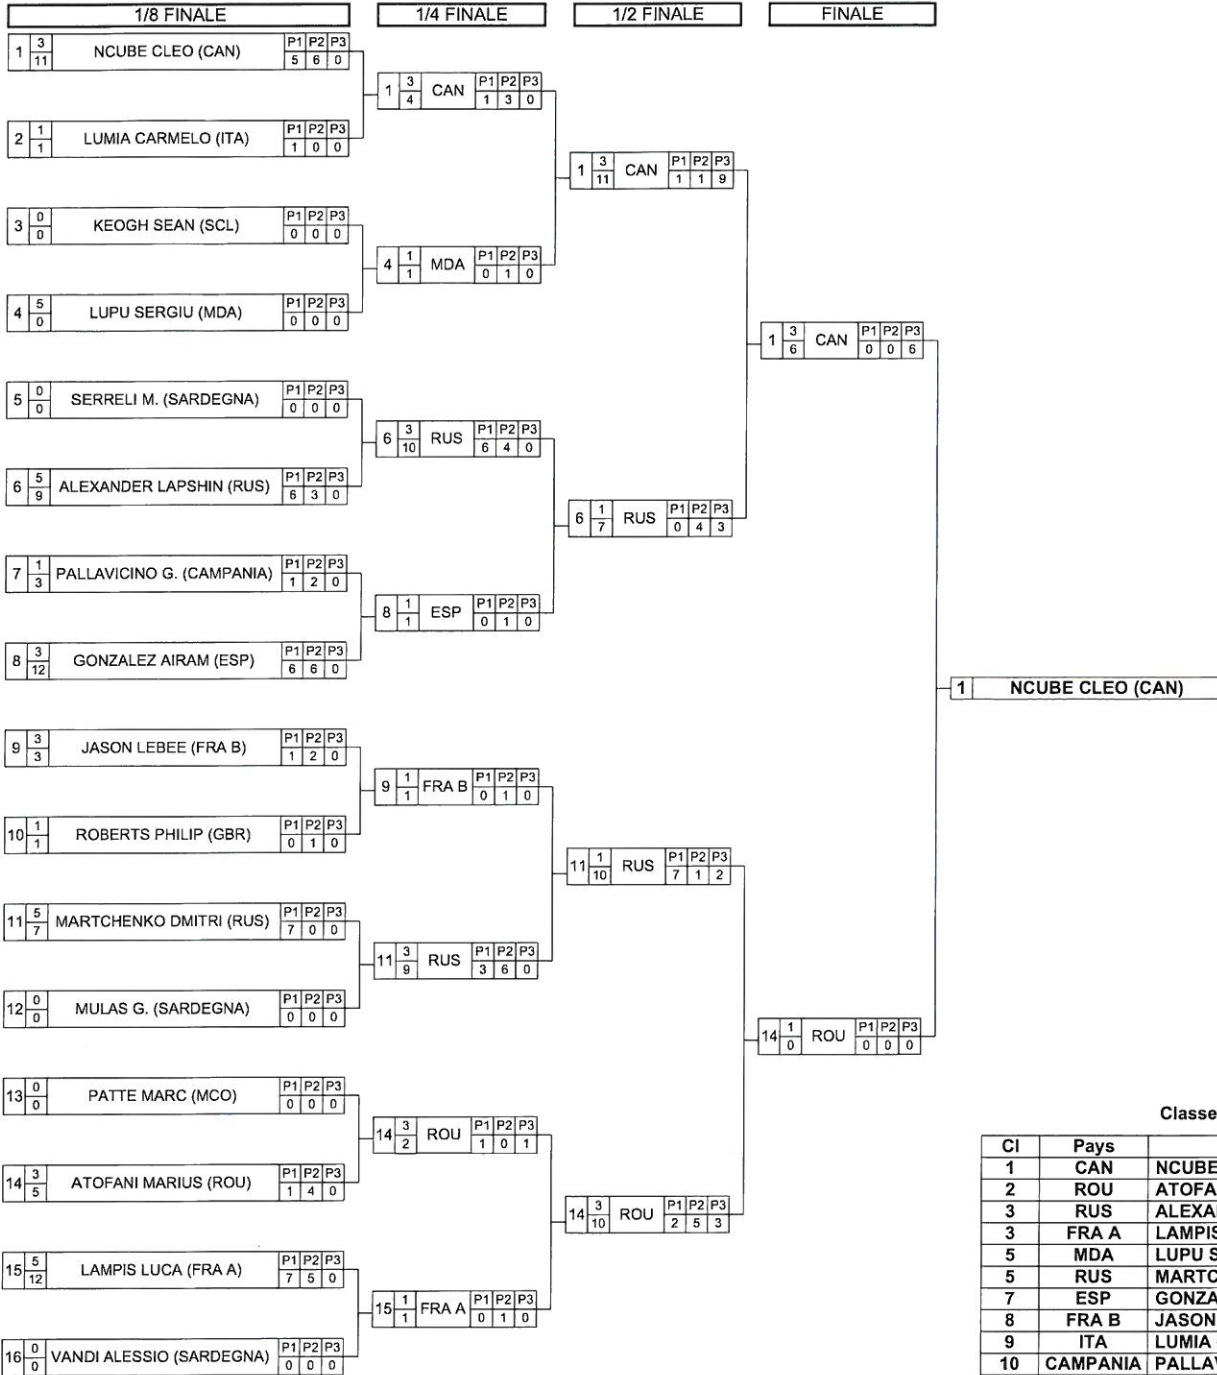 1/8 FINALE 1/4 FINALE 1/2 FINALE FINALE
1 3 11 NCUBE CLEO (CAN) P1 P2 P3 5 6 0
1 3 4 CAN P1 P2 P3 1 3 0
2 1 1 LUMIA CARMELO (ITA) P1 P2 P3 1 0 0
1 3 11 CAN P1 P2 P3 1 1 9
3 0 0 KEOGH SEAN (SCL) P1 P2 P3 0 0 0
4 1 1 MDA P1 P2 P3 0 1 0
4 5 0 LUPU SERGIU (MDA) P1 P2 P3 0 0 0
1 3 6 CAN P1 P2 P3 0 0 6
5 0 0 SERRELI M. (SARDEGNA) P1 P2 P3 0 0 0
6 3 10 RUS P1 P2 P3 6 4 0
6 5 9 ALEXANDER LAPSHIN (RUS) P1 P2 P3 6 3 0
6 1 7 RUS P1 P2 P3 0 4 3
7 1 3 PALLAVICINO G. (CAMPANIA) P1 P2 P3 1 2 0
8 1 1 ESP P1 P2 P3 0 1 0
8 3 12 GONZALEZ AIRAM (ESP) P1 P2 P3 6 6 0
1 NCUBE CLEO (CAN)
9 3 3 JASON LEBEE (FRA B) P1 P2 P3 1 2 0
9 1 1 FRA B P1 P2 P3 0 1 0
10 1 1 ROBERTS PHILIP (GBR) P1 P2 P3 0 1 0
11 1 10 RUS P1 P2 P3 7 1 2
11 5 7 MARTCHENKO DMITRI (RUS) P1 P2 P3 7 0 0
11 3 9 RUS P1 P2 P3 3 6 0
12 0 0 MULAS G. (SARDEGNA) P1 P2 P3 0 0 0
14 1 0 ROU P1 P2 P3 0 0 0
13 0 0 PATTE MARC (MCO) P1 P2 P3 0 0 0
14 3 2 ROU P1 P2 P3 1 0 1
14 3 5 ATOFANI MARIUS (ROU) P1 P2 P3 1 4 0
14 3 10 ROU P1 P2 P3 2 5 3
15 5 12 LAMPIS LUCA (FRA A) P1 P2 P3 7 5 0
15 1 1 FRA A P1 P2 P3 0 1 0
16 0 0 VANDI ALESSIO (SARDEGNA) P1 P2 P3 0 0 0
Classe
Cl Pays
1 CAN NCUBE
2 ROU ATOFA
3 RUS ALEXA
3 FRA A LAMPIS
5 MDA LUPU S
5 RUS MARTC
7 ESP GONZA
8 FRA B JASON
9 ITA LUMIA
10 CAMPANIA PALLAV